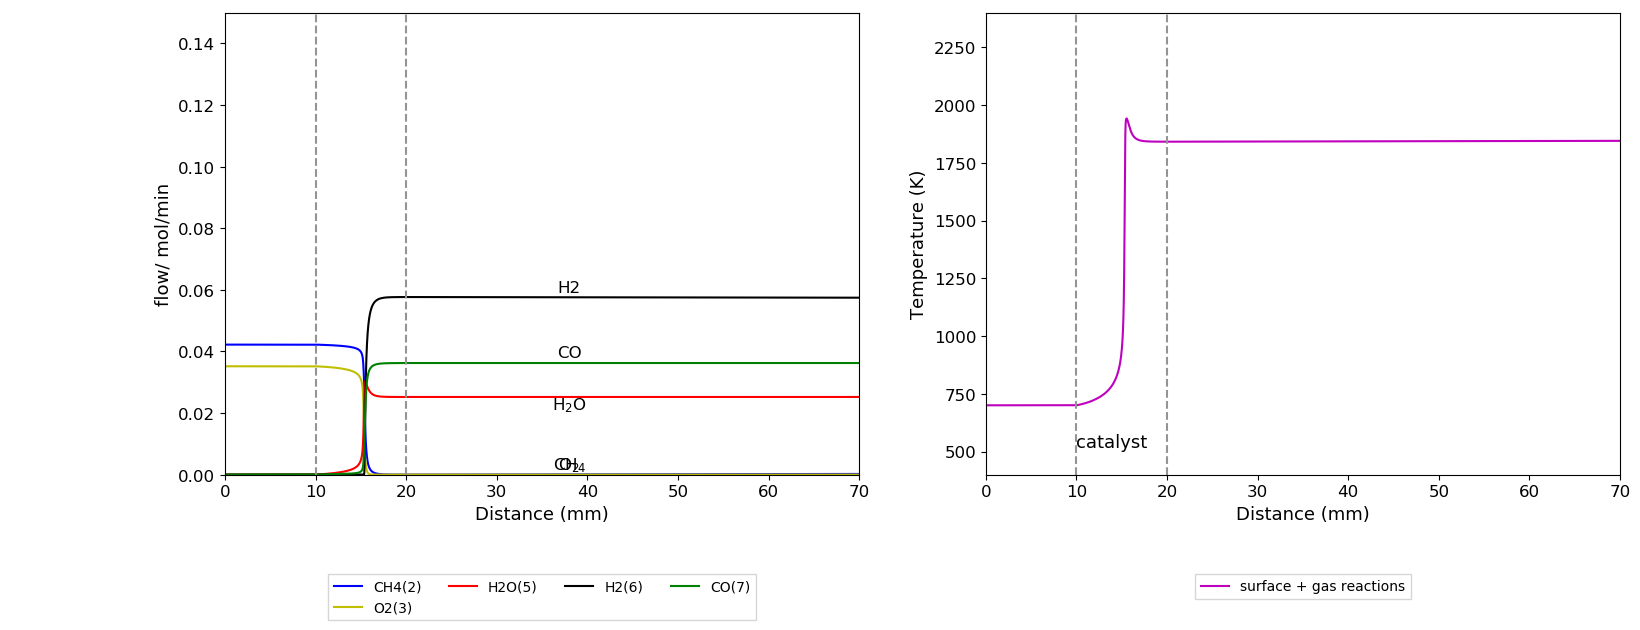 0.14
0.12
0.10
0.08
0.06
0.04
0.02
0.00
flow/ mol/min
H2
CO
H₂O
0 10 20 30 40 50 60 70
Distance (mm)
CH4(2) H2O(5) H2(6) CO(7)
O2(3)
2250
2000
1750
1500
1250
1000
750
500
Temperature (K)
catalyst
0 10 20 30 40 50 60 70
Distance (mm)
surface + gas reactions